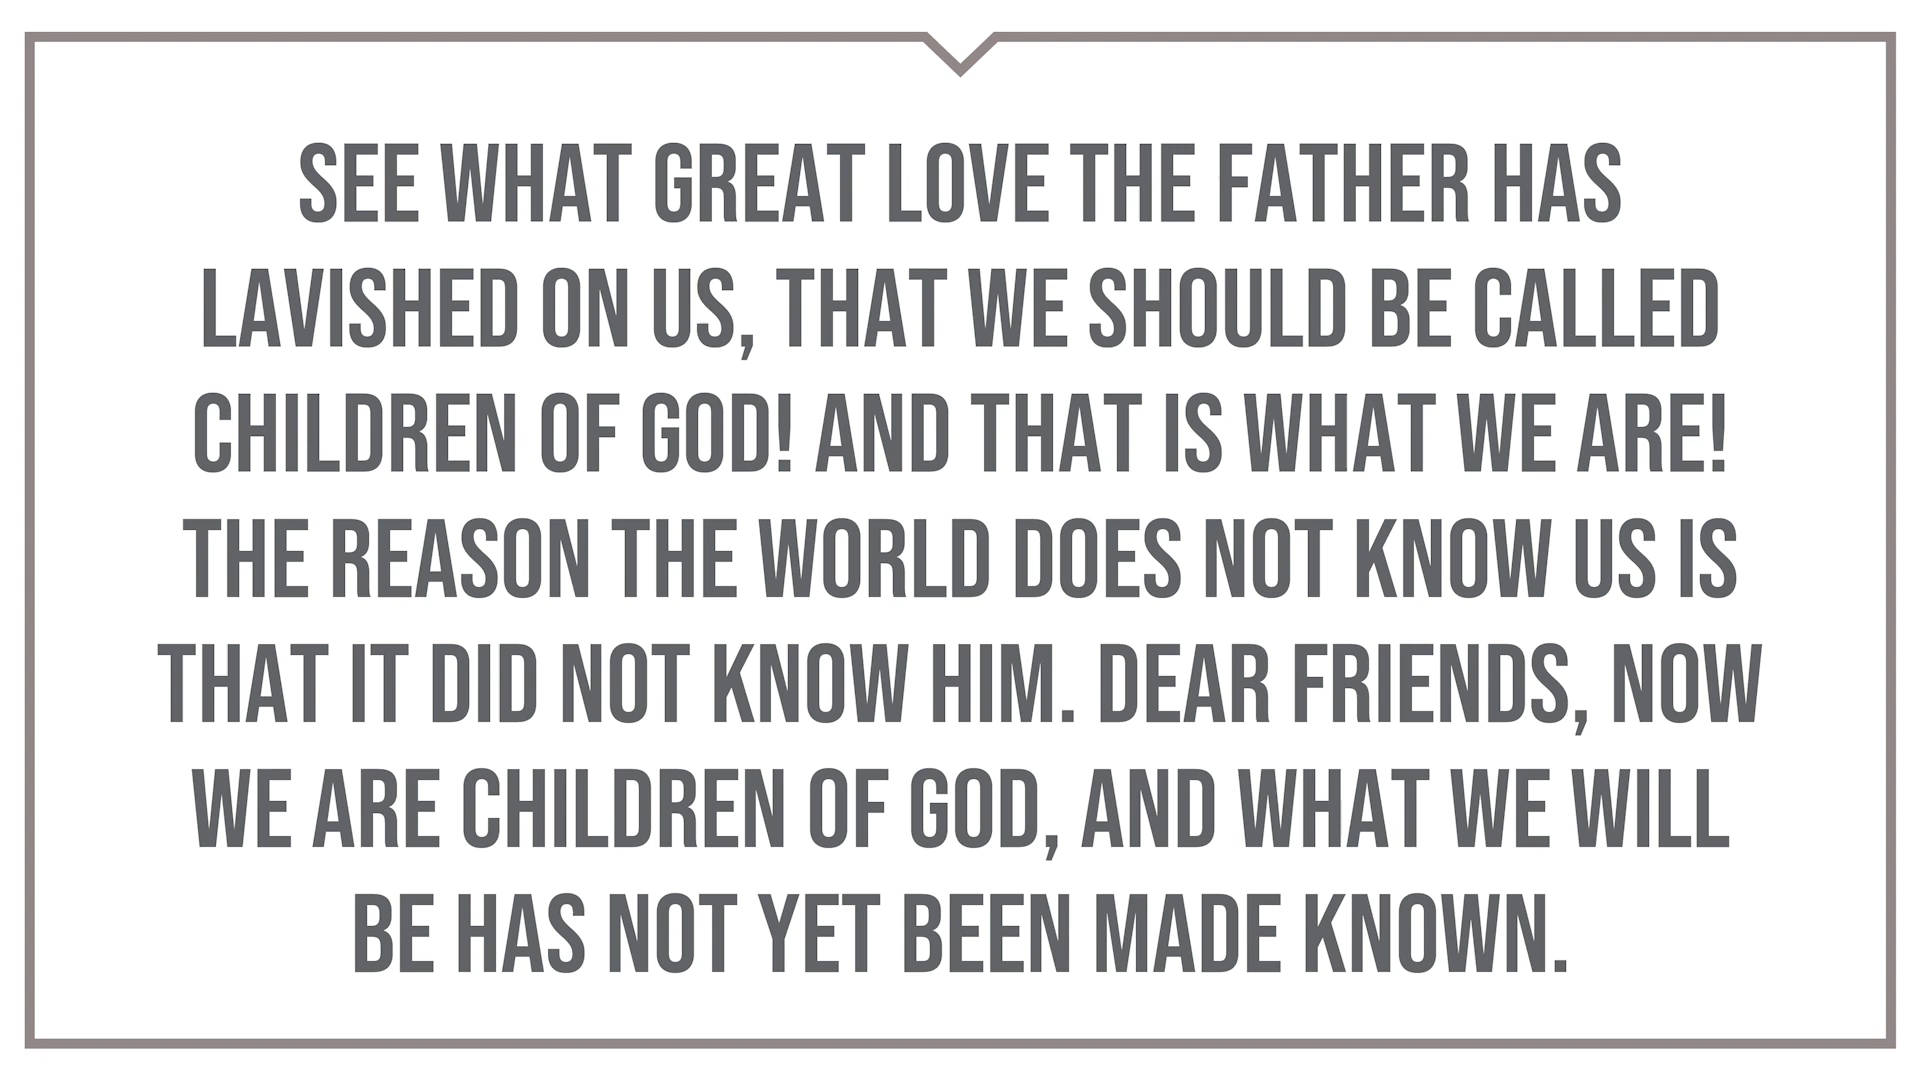 SEE WHAT GREAT LOVE THE FATHER HAS
LAVISHED ON US, THAT WE SHOULD BE CALLED
CHILDREN OF GOD! AND THAT IS WHAT WE ARE!
THE REASON THE WORLD DOES NOT KNOW US IS
THAT IT DID NOT KNOW HIM. DEAR FRIENDS, NOW
WE ARE CHILDREN OF GOD, AND WHAT WE WILL
BE HAS NOT YET BEEN MADE KNOWN.